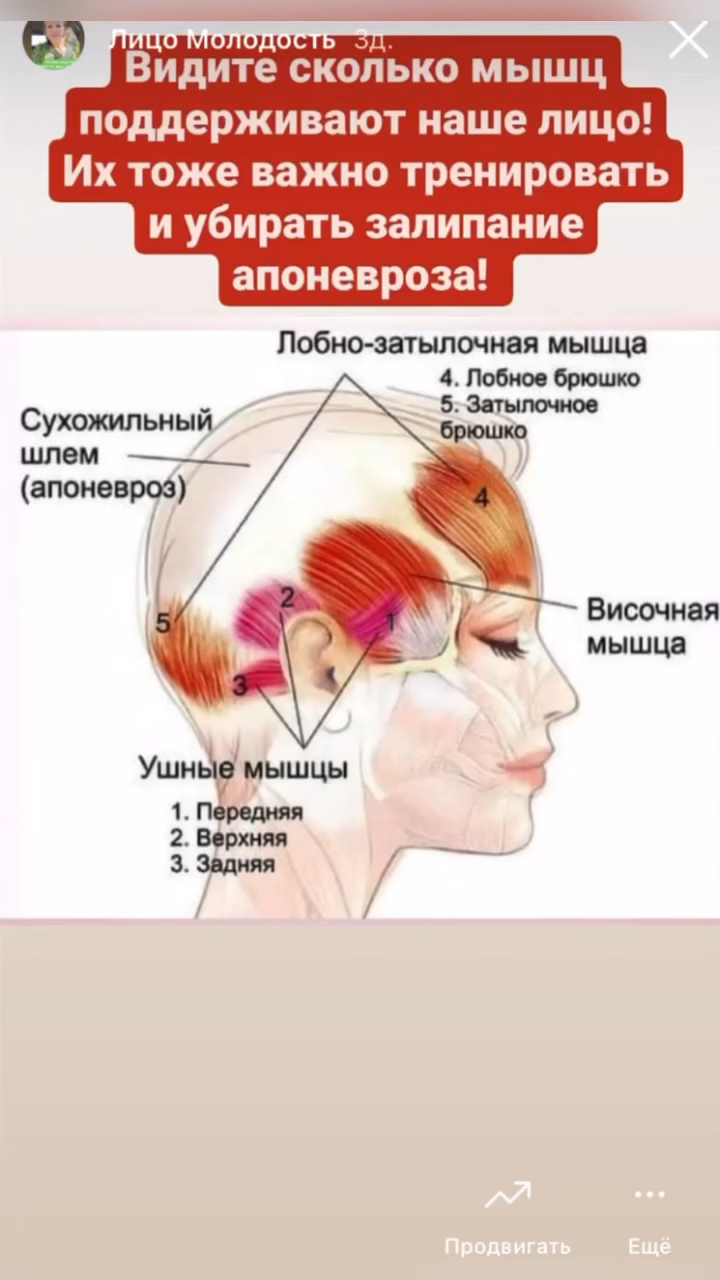 Лицо Молодость 3д.
Видите сколько мышц
поддерживают наше лицо!
Их тоже важно тренировать
и убирать залипание
апоневроза!
Лобно-затылочная мышца
4. Лобное брюшко
5. Затылочное
брюшко
Сухожильный
шлем
(апоневроз)
4
5
2
1
3
Височная
мышца
Ушные мышцы
1. Передняя
2. Верхняя
3. Задняя
Продвигать
Ещё